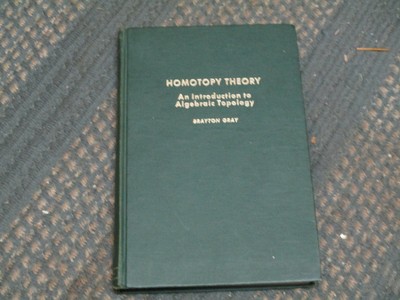 HOMOTOPY THEORY
An Introduction to
Algebraic Topology
BRAYTON GRAY